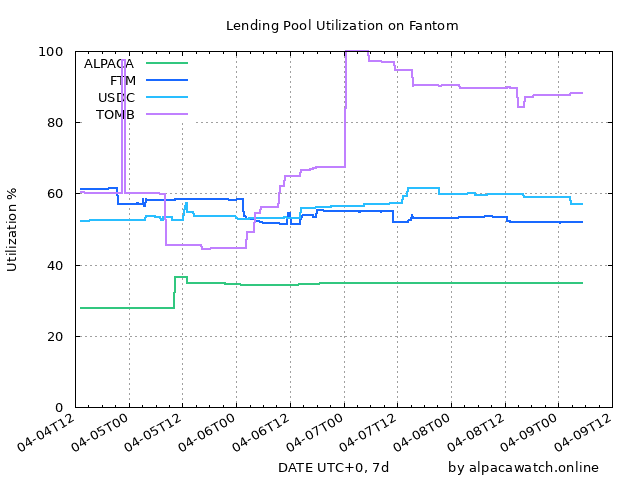 Lending Pool Utilization on Fantom
Utilization %
100
80
60
40
20
0
ALPACA
FTM
USDC
TOMB
04-04T12
04-05T00
04-05T12
04-06T00
04-06T12
04-07T00
04-07T12
04-08T00
04-08T12
04-09T00
04-09T12
DATE UTC+0, 7d
by alpacawatch.online